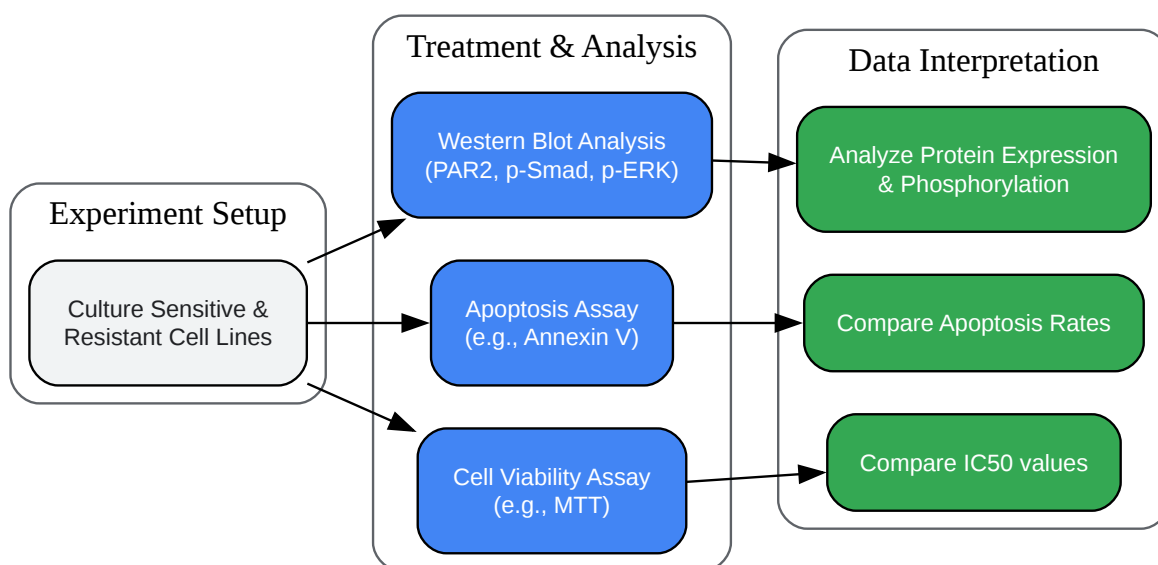 Experiment Setup
Culture Sensitive &
Resistant Cell Lines
Treatment & Analysis
Western Blot Analysis
(PAR2, p-Smad, p-ERK)
Apoptosis Assay
(e.g., Annexin V)
Cell Viability Assay
(e.g., MTT)
Data Interpretation
Analyze Protein Expression
& Phosphorylation
Compare Apoptosis Rates
Compare IC50 values